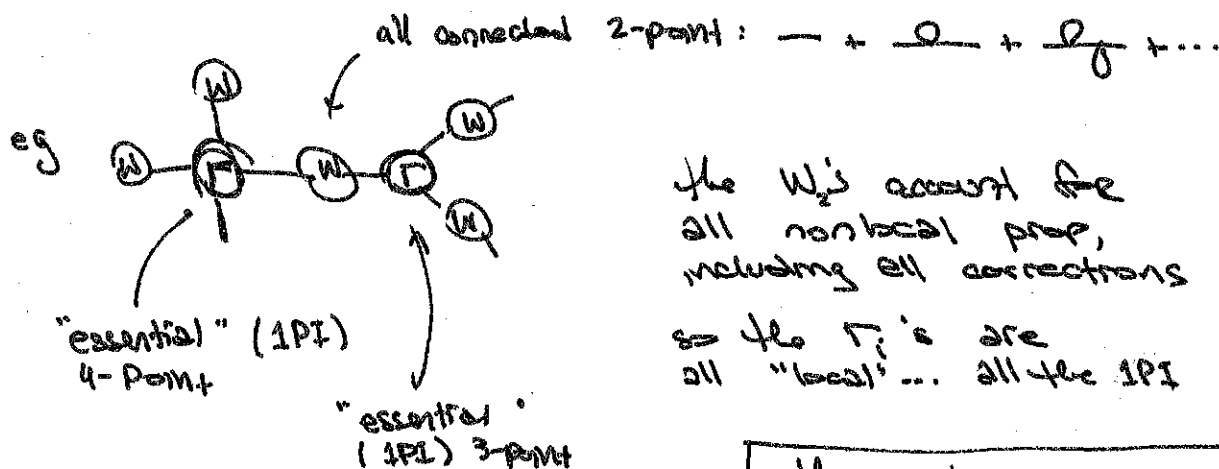 all connected 2-point: — + + + ...
eg
W
W Γ W Γ W
W
the W₂'s account for
all nonlocal prop,
including all corrections
so the Γᵢ's are
all "local"... all the 1PI
"essential" (1PI)
4-Point
"essential"
(1PI) 3-point